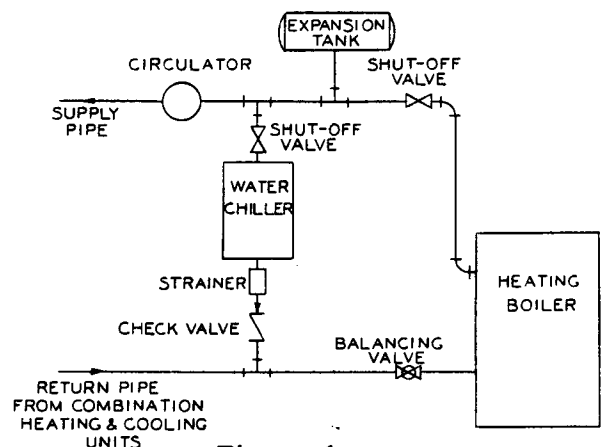 EXPANSION
TANK
CIRCULATOR
SHUT-OFF
VALVE
SUPPLY
PIPE
SHUT-OFF
VALVE
WATER
CHILLER
STRAINER
HEATING
BOILER
CHECK VALVE
BALANCING
VALVE
RETURN PIPE
FROM COMBINATION
HEATING & COOLING
UNITS